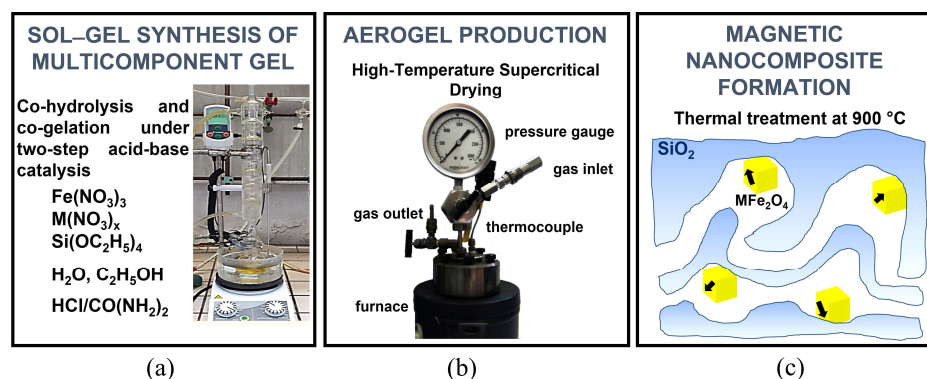 SOL–GEL SYNTHESIS OF
MULTICOMPONENT GEL
Co-hydrolysis and
co-gelation under
two-step acid-base
catalysis
Fe(NO₃)₃
M(NO₃)ₓ
Si(OC₂H₅)₄
H₂O, C₂H₅OH
HCl/CO(NH₂)₂
(a)
AEROGEL PRODUCTION
High-Temperature Supercritical
Drying
pressure gauge
gas inlet
gas outlet
thermocouple
furnace
(b)
MAGNETIC
NANOCOMPOSITE
FORMATION
Thermal treatment at 900 °C
SiO₂
MFe₂O₄
(c)